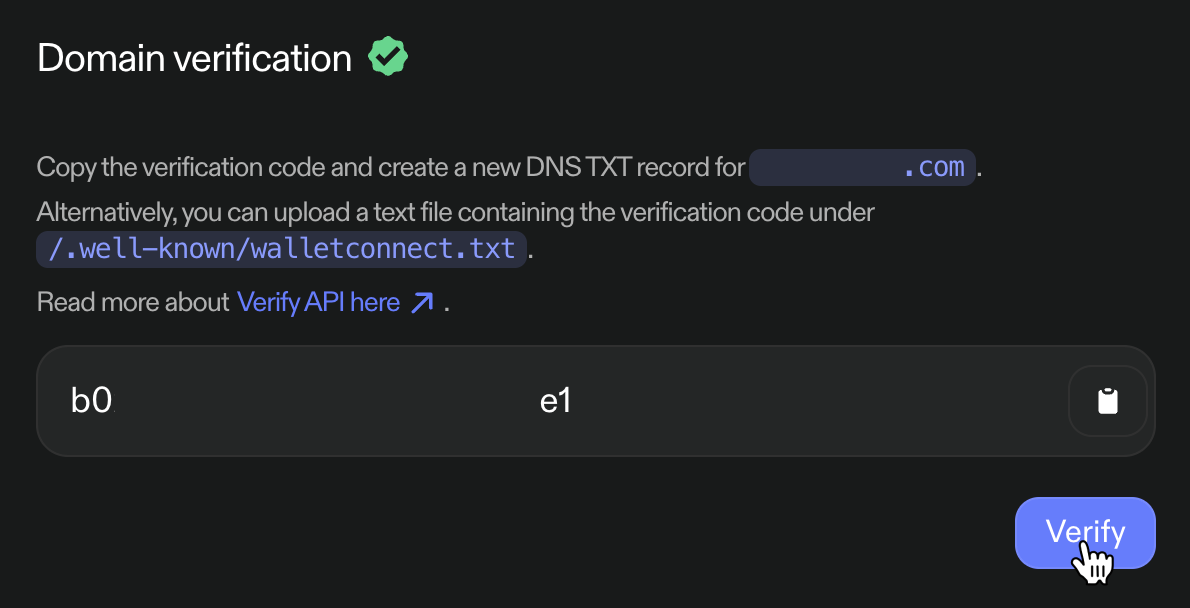 Domain verification
Copy the verification code and create a new DNS TXT record for .com.
Alternatively, you can upload a text file containing the verification code under
/.well-known/walletconnect.txt.
Read more about Verify API here ↗ .
b0 e1
Verify